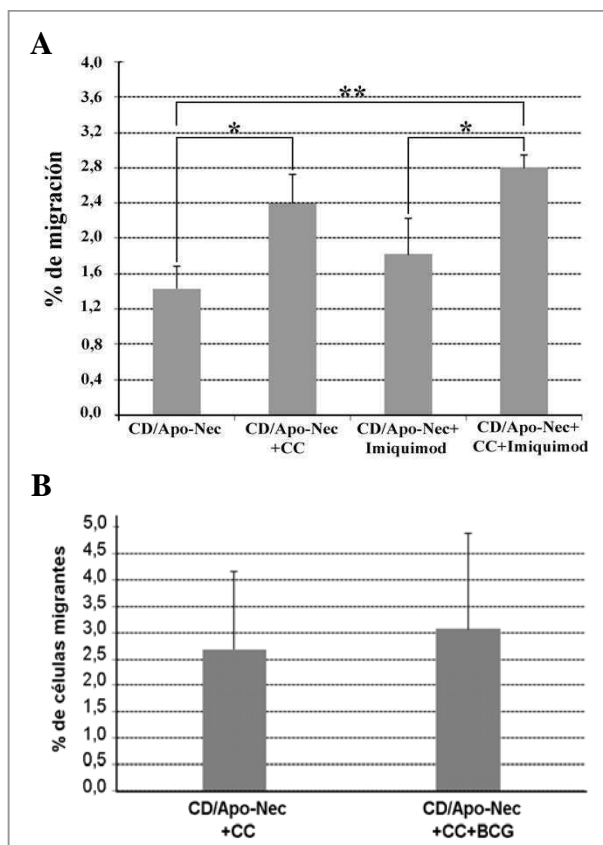 A
4,0
3,6
3,2
2,8
2,4
2,0
1,6
1,2
0,8
0,4
0,0
% de migración
**
*
*
CD/Apo-Nec
CD/Apo-Nec
+CC
CD/Apo-Nec+
Imiquimod
CD/Apo-Nec+
CC+Imiquimod
B
5,0
4,5
4,0
3,5
3,0
2,5
2,0
1,5
1,0
0,5
0,0
% de células migrantes
CD/Apo-Nec
+CC
CD/Apo-Nec
+CC+BCG